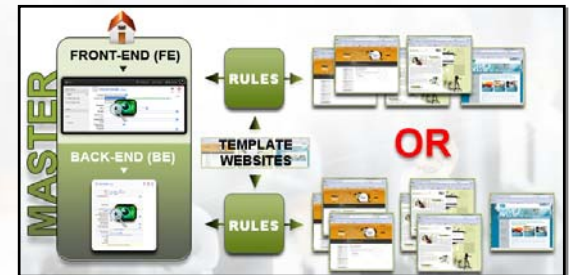 MASTER
FRONT-END (FE)
BACK-END (BE)
RULES
TEMPLATE
WEBSITES
RULES
OR